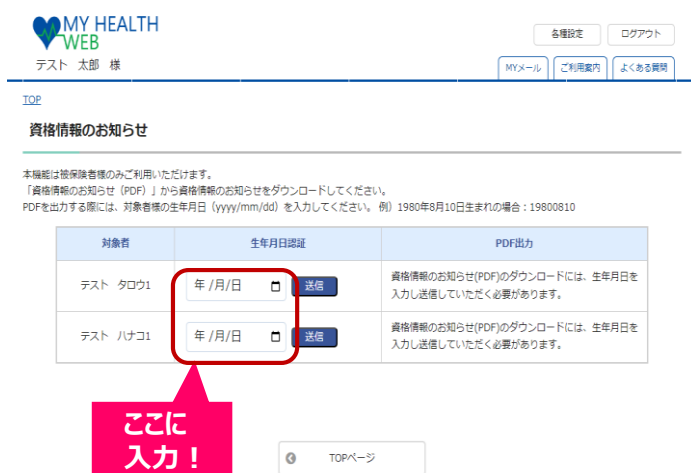 MY HEALTH
WEB
各種設定 ログアウト
テスト 太郎 様
MYメール ご利用案内 よくある質問
TOP
資格情報のお知らせ
本機能は被保険者様のみご利用いただけます。
「資格情報のお知らせ（PDF）」から資格情報のお知らせをダウンロードしてください。
PDFを出力する際には、対象者様の生年月日（yyyy/mm/dd）を入力してください。 例）1980年8月10日生まれの場合：19800810
対象者 生年月日認証 PDF出力
テスト タロウ1 年 /月/日 送信 資格情報のお知らせ(PDF)のダウンロードには、生年月日を
入力し送信していただく必要があります。
テスト ハナコ1 年 /月/日 送信 資格情報のお知らせ(PDF)のダウンロードには、生年月日を
入力し送信していただく必要があります。
ここに
入力！
TOPページ